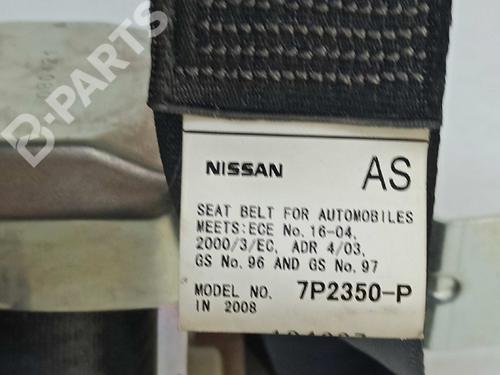 B-PARTS
NISSAN AS
SEAT BELT FOR AUTOMOBILES
MEETS:ECE No.16-04,
2000/3/EC, ADR 4/03,
GS No.96 AND GS No.97
MODEL NO. 7P2350-P
IN 2008